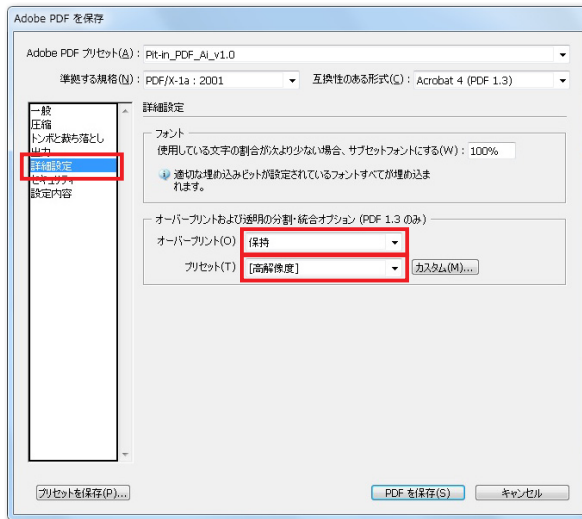 Adobe PDF を保存
Adobe PDF プリセット(A) : Pit-in_PDF_Ai_v1.0
準拠する規格(N) : PDF/X-1a : 2001 互換性のある形式(C) : Acrobat 4 (PDF 1.3)
一般
圧縮
トンボと裁ち落とし
出力
詳細設定
セキュリティ
設定内容
詳細設定
フォント
使用している文字の割合が次より少ない場合、サブセットフォントにする(W) : 100%
適切な埋め込みビットが設定されているフォントすべてが埋め込ま
れます。
オーバープリントおよび透明の分割・統合オプション (PDF 1.3 のみ)
オーバープリント(O) 保持
プリセット(T) [高解像度] カスタム(M)...
プリセットを保存(P)... PDF を保存(S) キャンセル